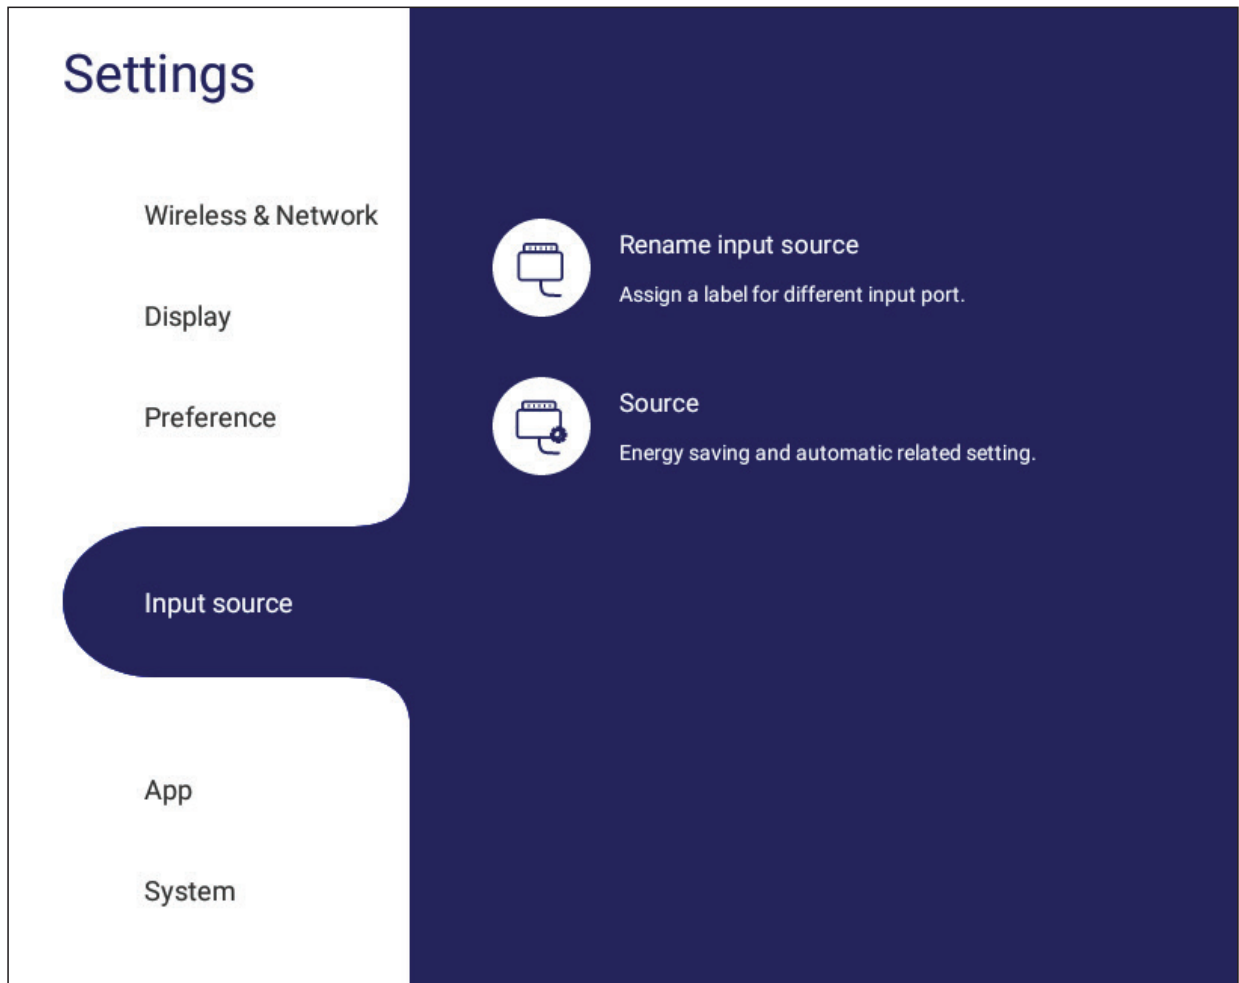 Settings
Wireless & Network
Display
Preference
Input source
App
System
Rename input source
Assign a label for different input port.
Source
Energy saving and automatic related setting.